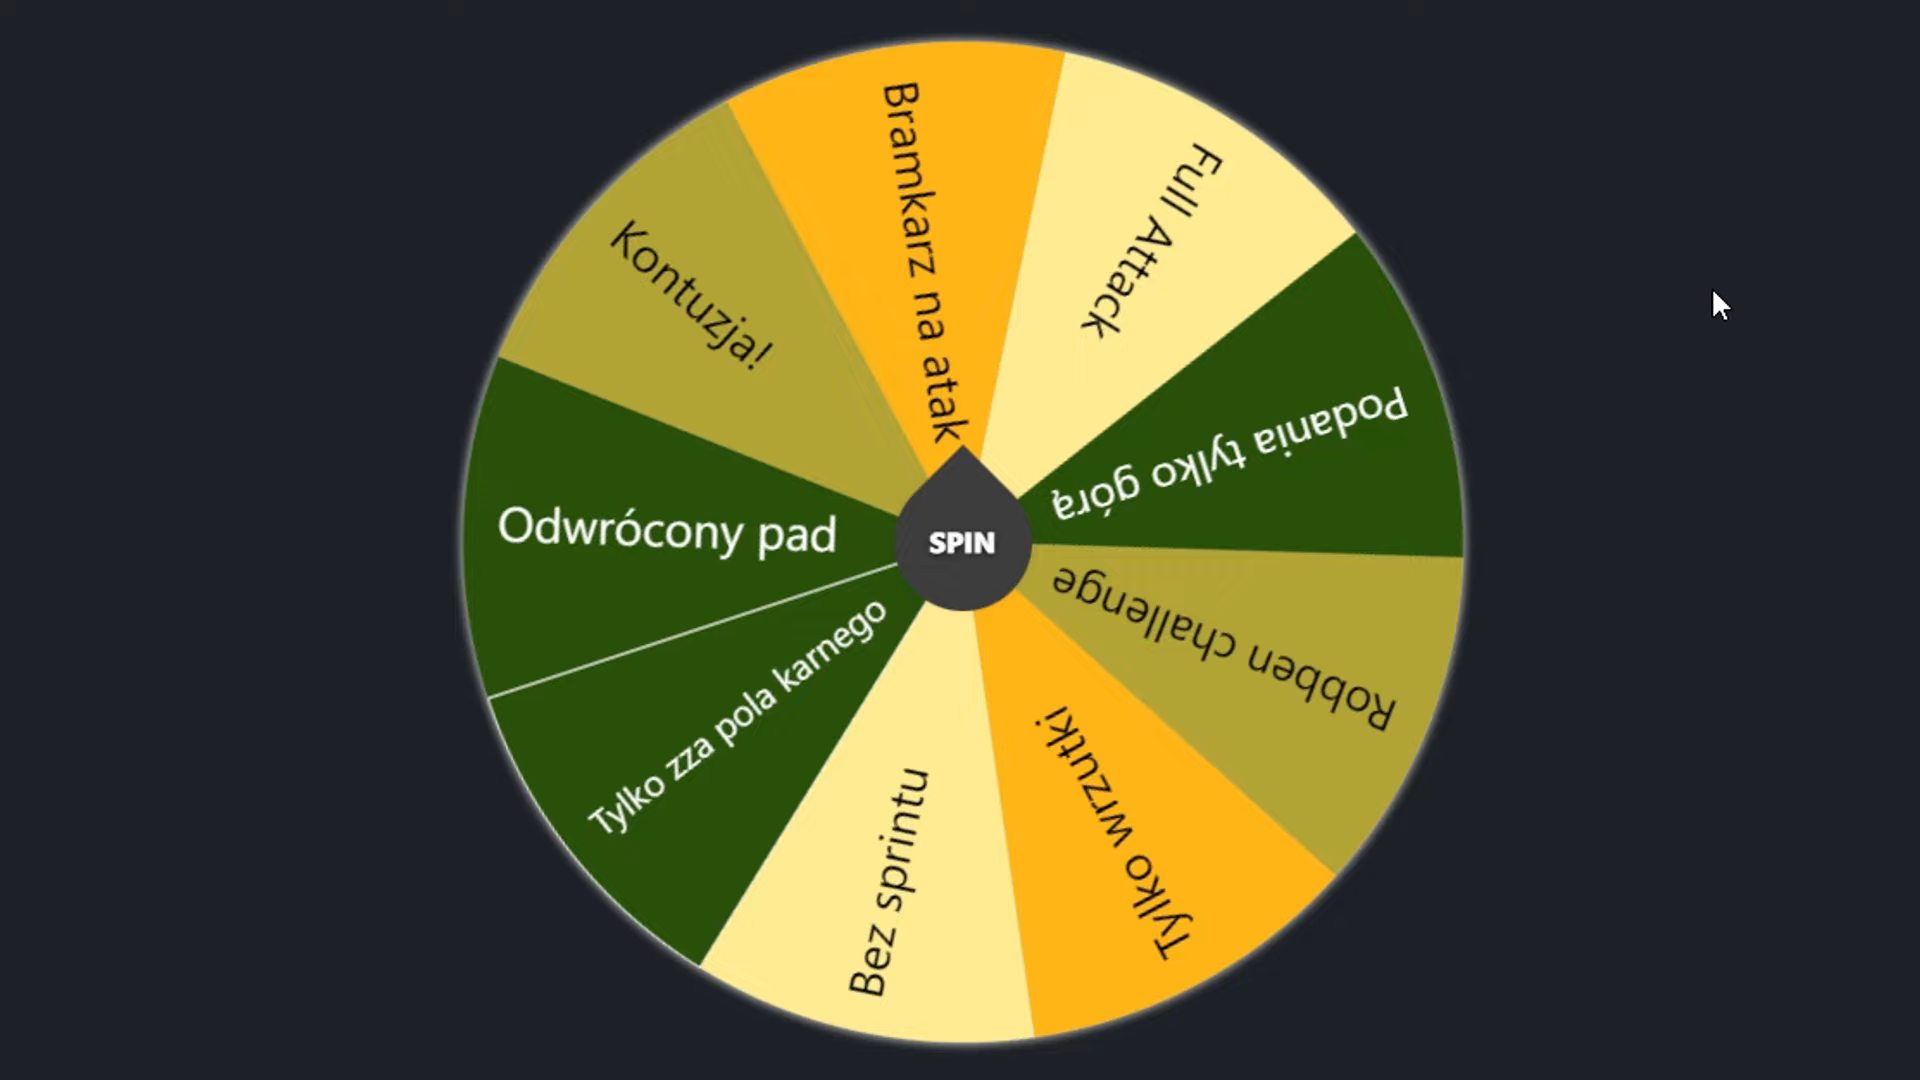 Bramkarz na atak
Full Attack
Podania tylko górą
Robben challenge
Tylko wrzutki
Bez sprintu
Tylko zza pola karnego
Odwrócony pad
Kontuzja!
SPIN